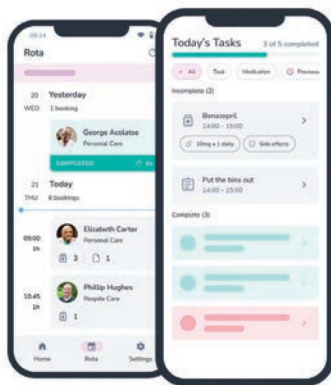 09:14
Rota
20 Yesterday
WED 1 booking
George Acolatse
Personal Care
COMPLETED
21 Today
THU 6 bookings
09:00 Elizabeth Carter
1h Personal Care
3 1
10:45 Phillip Hughes
1h Respite Care
1
Home Rota Settings
Today's Tasks 3 of 5 completed
All Task Medication Previous
Incomplete (2)
Benazepril
14:00 - 15:00
10mg x 1 daily Side effects
Put the bins out
14:00 - 15:00
Complete (3)